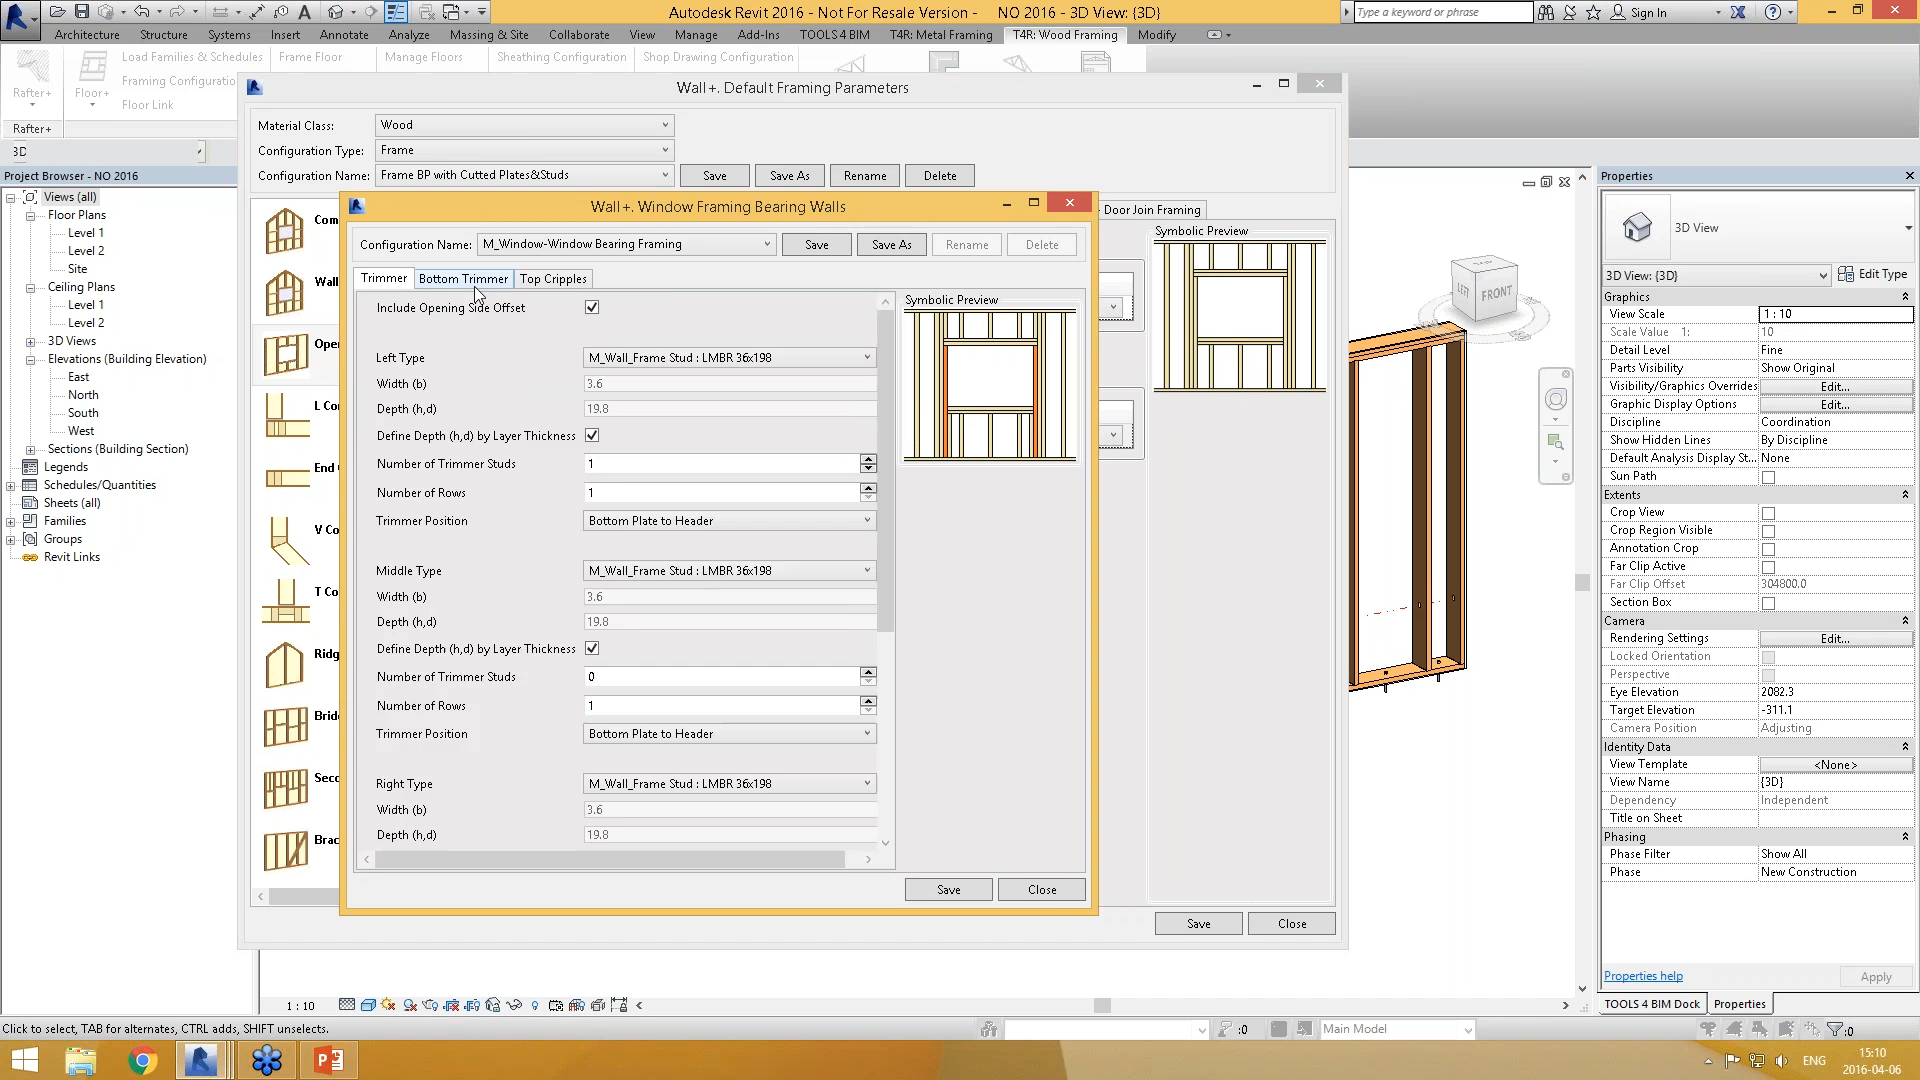 Autodesk Revit 2016 - Not For Resale Version - NO 2016 - 3D View: {3D}
Type a keyword or phrase
Sign In
Architecture Structure Systems Insert Annotate Analyze Massing & Site Collaborate View Manage Add-Ins TOOLS 4 BIM T4R: Metal Framing T4R: Wood Framing Modify
Load Families & Schedules Frame Floor Manage Floors Sheathing Configuration Shop Drawing Configuration
Framing Configuratio
Rafter+ Floor+
Floor Link
Rafter+
3D
Project Browser - NO 2016
Views (all)
Floor Plans
Level 1
Level 2
Site
Ceiling Plans
Level 1
Level 2
3D Views
Elevations (Building Elevation)
East
North
South
West
Sections (Building Section)
Legends
Schedules/Quantities
Sheets (all)
Families
Groups
Revit Links
Wall+. Default Framing Parameters
Material Class: Wood
Configuration Type: Frame
Configuration Name: Frame BP with Cutted Plates&Studs Save Save As Rename Delete
Com
Wall
Ope
L Co
End
V Co
T Co
Ridg
Brid
Seco
Brac
- Door Join Framing
Symbolic Preview
Save Close
Wall+. Window Framing Bearing Walls
Configuration Name: M_Window-Window Bearing Framing Save Save As Rename Delete
Trimmer Bottom Trimmer Top Cripples
Include Opening Side Offset
Left Type M_Wall_Frame Stud : LMBR 36x198
Width (b) 3.6
Depth (h,d) 19.8
Define Depth (h,d) by Layer Thickness
Number of Trimmer Studs 1
Number of Rows 1
Trimmer Position Bottom Plate to Header
Middle Type M_Wall_Frame Stud : LMBR 36x198
Width (b) 3.6
Depth (h,d) 19.8
Define Depth (h,d) by Layer Thickness
Number of Trimmer Studs 0
Number of Rows 1
Trimmer Position Bottom Plate to Header
Right Type M_Wall_Frame Stud : LMBR 36x198
Width (b) 3.6
Depth (h,d) 19.8
Symbolic Preview
Save Close
TOP
LEFT FRONT
Properties
3D View
3D View: {3D} Edit Type
Graphics
View Scale 1 : 10
Scale Value 1: 10
Detail Level Fine
Parts Visibility Show Original
Visibility/Graphics Overrides Edit...
Graphic Display Options Edit...
Discipline Coordination
Show Hidden Lines By Discipline
Default Analysis Display St... None
Sun Path
Extents
Crop View
Crop Region Visible
Annotation Crop
Far Clip Active
Far Clip Offset 304800.0
Section Box
Camera
Rendering Settings Edit...
Locked Orientation
Perspective
Eye Elevation 2082.3
Target Elevation -311.1
Camera Position Adjusting
Identity Data
View Template <None>
View Name {3D}
Dependency Independent
Title on Sheet
Phasing
Phase Filter Show All
Phase New Construction
Properties help Apply
TOOLS 4 BIM Dock Properties
1 : 10
Click to select, TAB for alternates, CTRL adds, SHIFT unselects.
:0 Main Model :0
ENG
15:10
2016-04-06